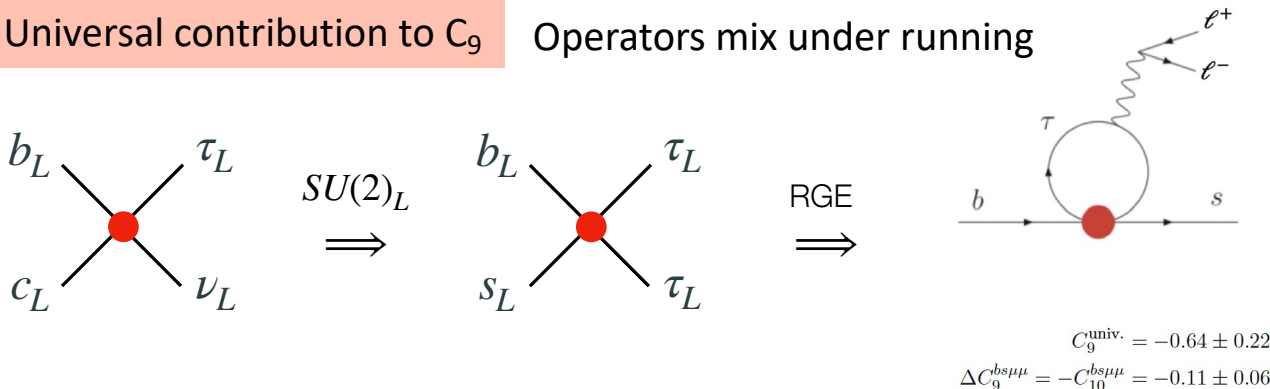 Universal contribution to C₉
Operators mix under running
b_L τ_L
c_L ν_L
SU(2)_L
⟹
b_L τ_L
s_L τ_L
RGE
⟹
ℓ⁺
ℓ⁻
τ
b s
C₉^{univ.} = −0.64 ± 0.22
ΔC₉^{bsμμ} = −C₁₀^{bsμμ} = −0.11 ± 0.06